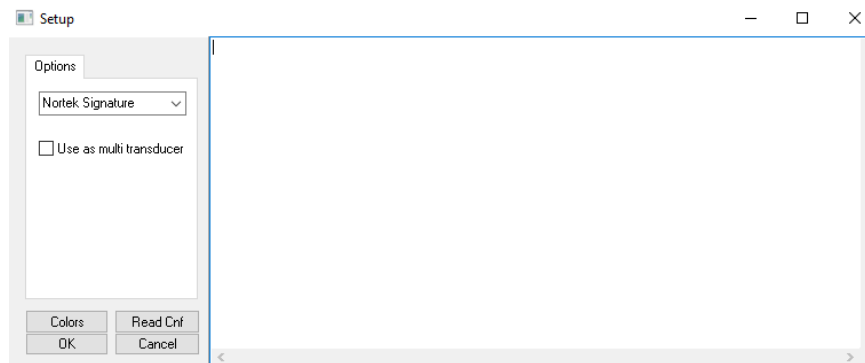 Setup
Options
Nortek Signature
Use as multi transducer
Colors Read Cnf
OK Cancel